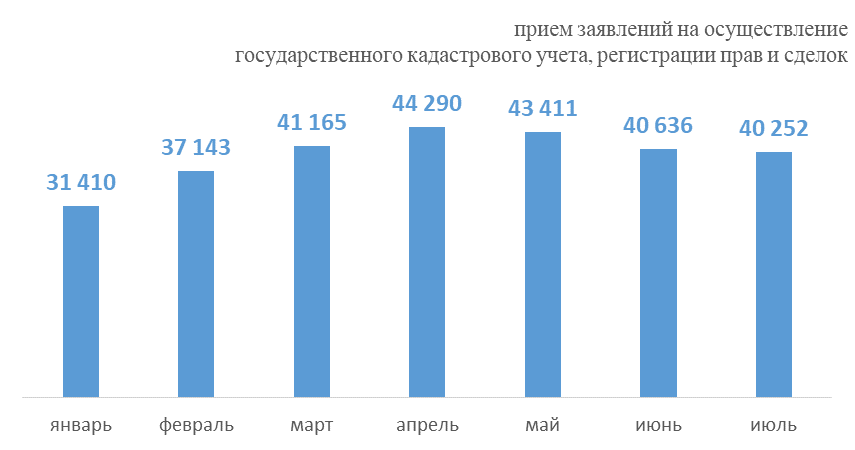 прием заявлений на осуществление
государственного кадастрового учета, регистрации прав и сделок
31 410
37 143
41 165
44 290
43 411
40 636
40 252
январь
февраль
март
апрель
май
июнь
июль